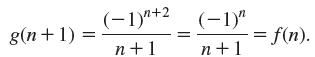 g(n + 1) = (−1)ⁿ⁺² / (n + 1) = (−1)ⁿ / (n + 1) = f(n).